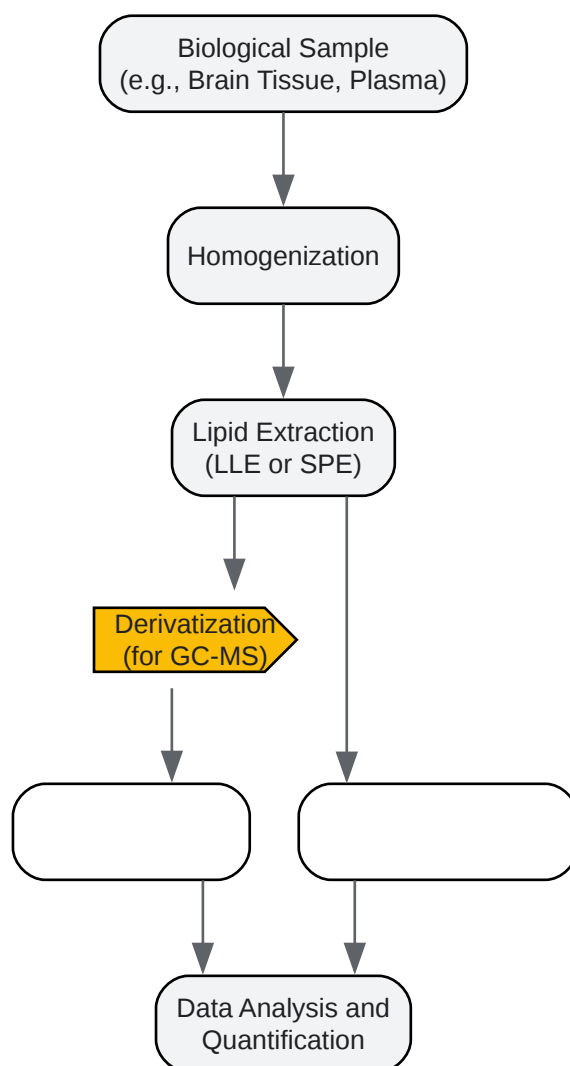 Biological Sample
(e.g., Brain Tissue, Plasma)
Homogenization
Lipid Extraction
(LLE or SPE)
Derivatization
(for GC-MS)
Data Analysis and
Quantification